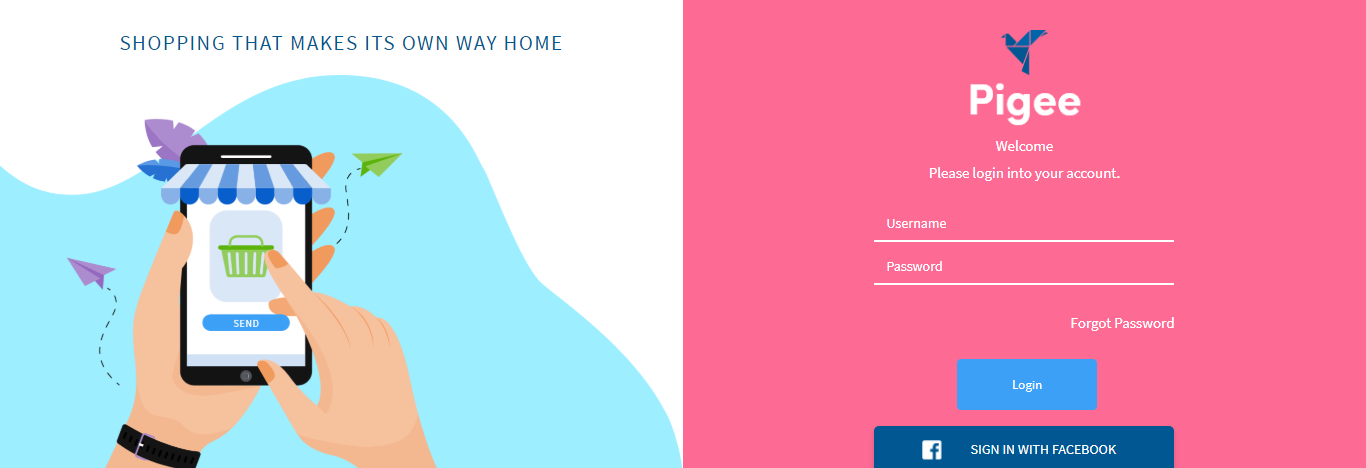 SHOPPING THAT MAKES ITS OWN WAY HOME
SEND
Pigee
Welcome
Please login into your account.
Username
Password
Forgot Password
Login
SIGN IN WITH FACEBOOK